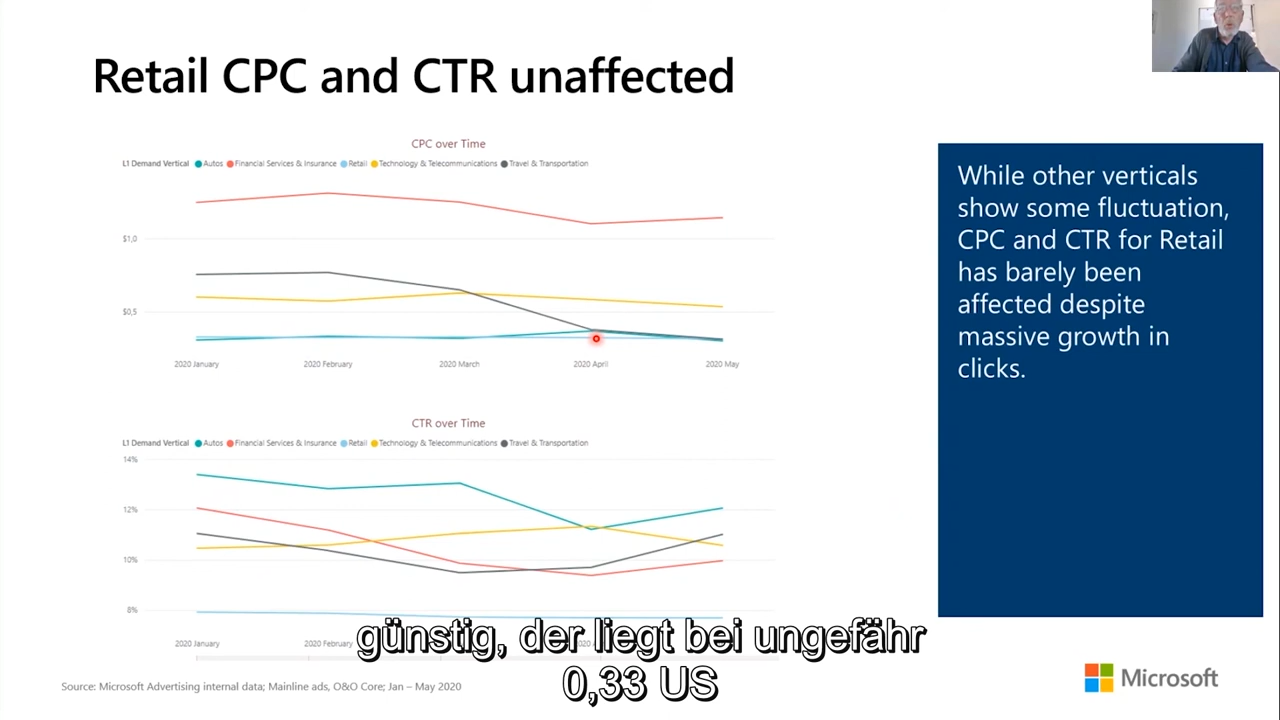 Retail CPC and CTR unaffected
CPC over Time
L1 Demand Vertical Autos Financial Services & Insurance Retail Technology & Telecommunications Travel & Transportation
$1,0
$0,5
2020 January 2020 February 2020 March 2020 April 2020 May
CTR over Time
L1 Demand Vertical Autos Financial Services & Insurance Retail Technology & Telecommunications Travel & Transportation
14%
12%
10%
8%
2020 January 2020 February
While other verticals
show some fluctuation,
CPC and CTR for Retail
has barely been
affected despite
massive growth in
clicks.
günstig, der liegt bei ungefähr
0,33 US
Source: Microsoft Advertising internal data; Mainline ads, O&O Core; Jan – May 2020
Microsoft